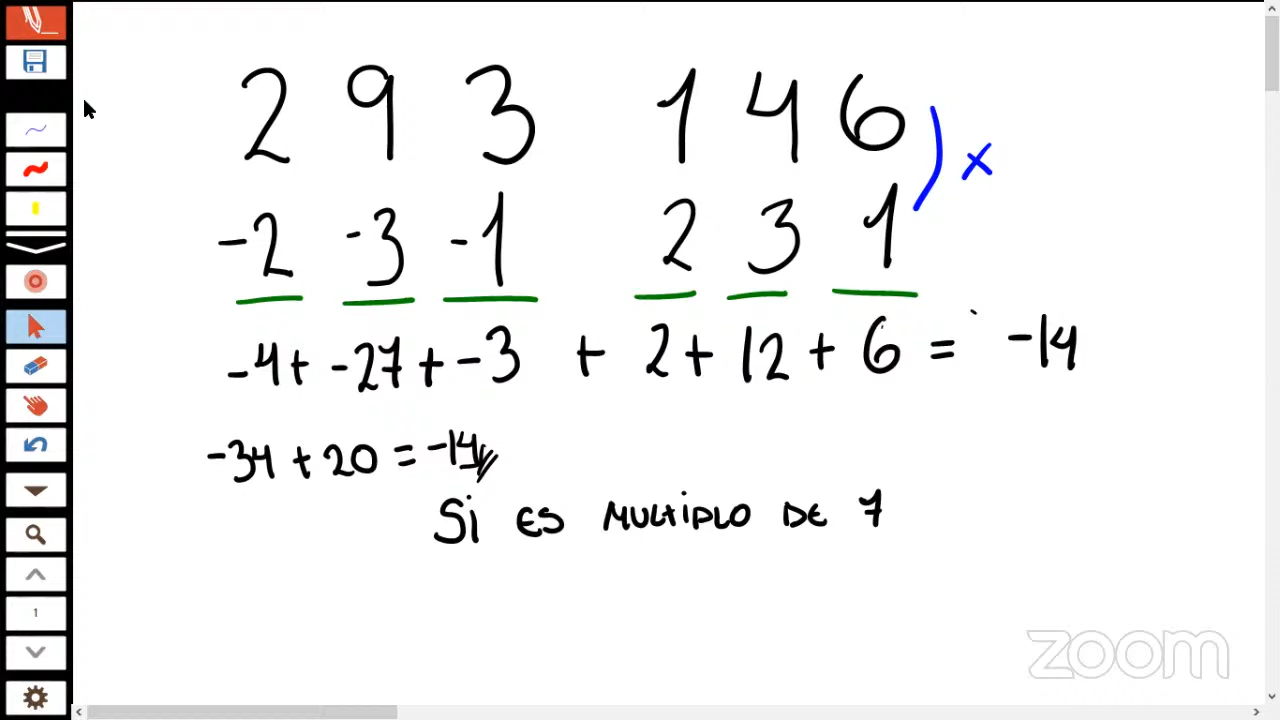 2 9 3 1 4 6
x
-2 -3 -1 2 3 1
-4+ -27 + -3 + 2 + 12 + 6 = -14
-34 + 20 = -14
Si ES MULTIPLO DE 7
1
zoom